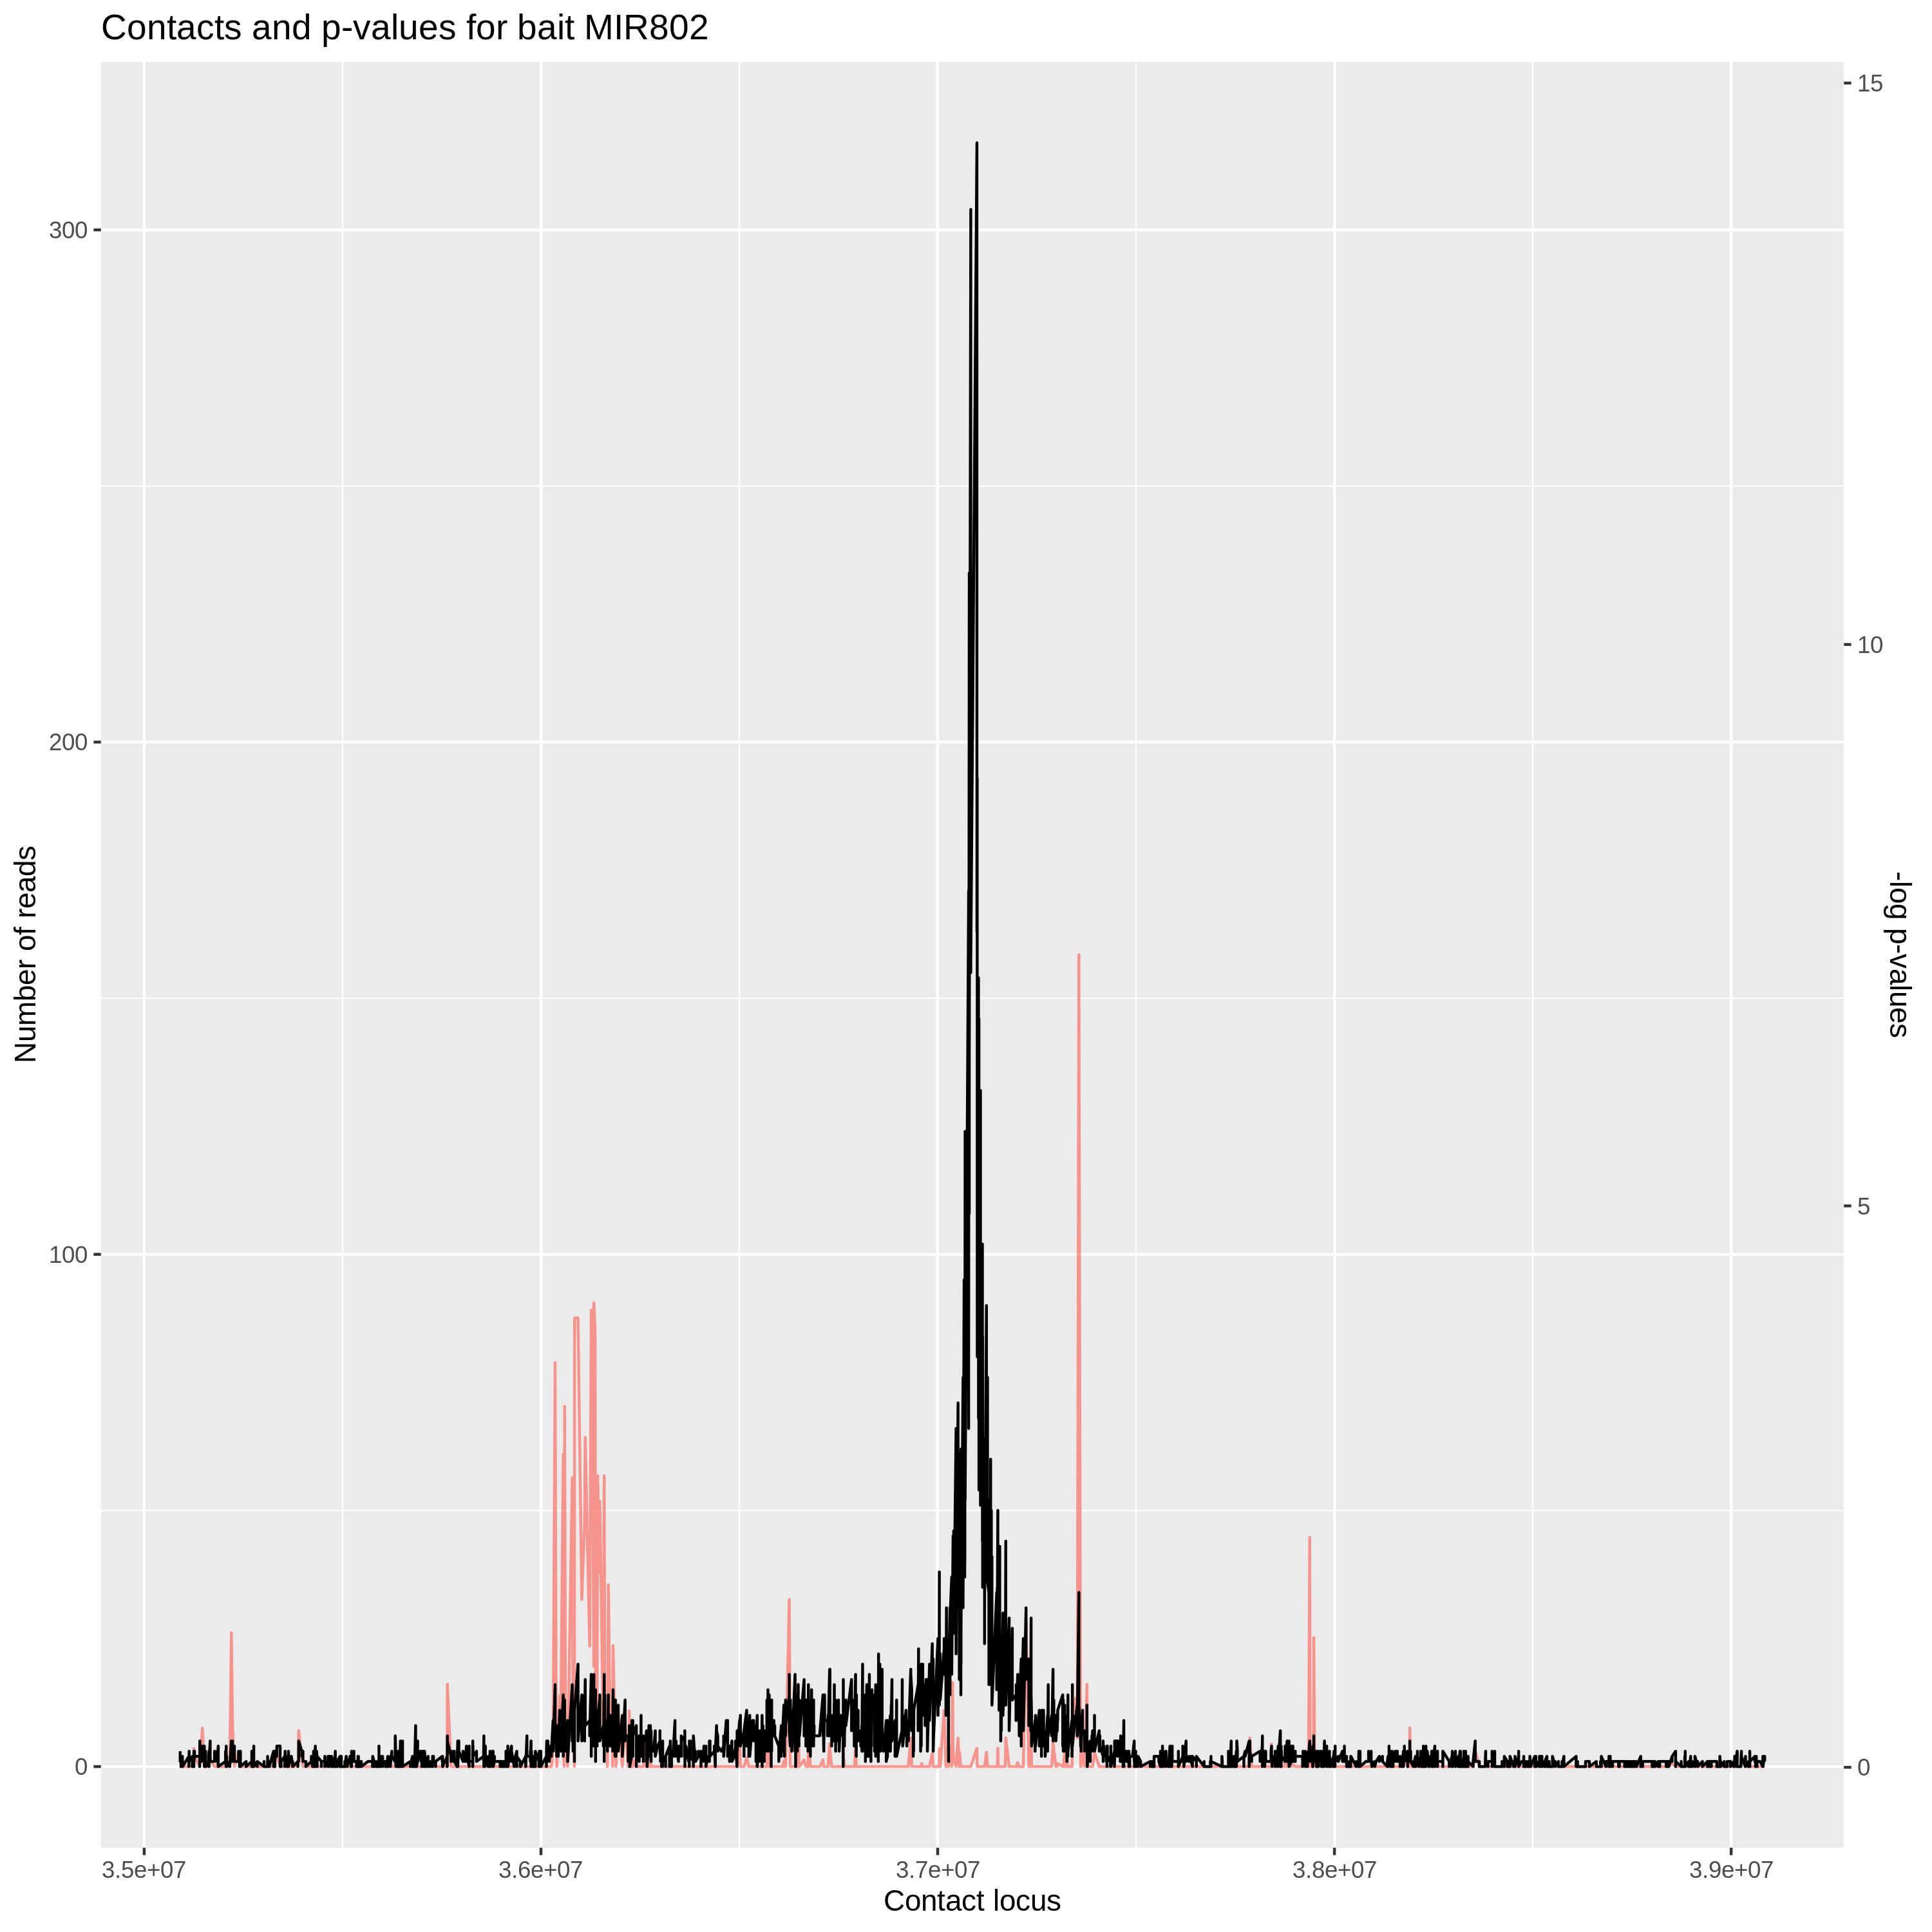 Contacts and p-values for bait MIR802
Number of reads
300
200
100
0
15
10
5
0
-log p-values
3.5e+07 3.6e+07 3.7e+07 3.8e+07 3.9e+07
Contact locus